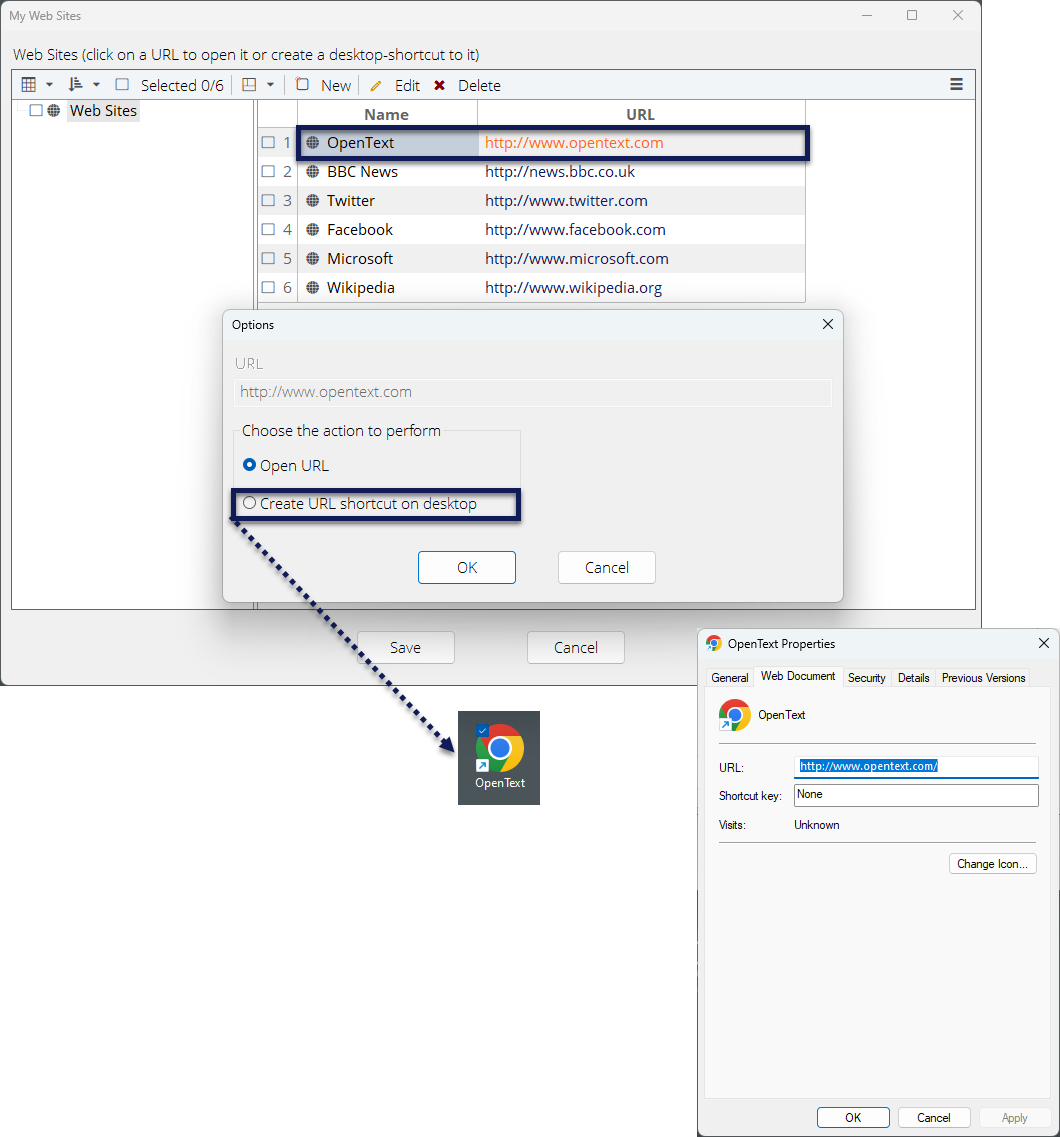 My Web Sites
Web Sites (click on a URL to open it or create a desktop-shortcut to it)
Selected 0/6 New Edit Delete
Web Sites
Name URL
1 OpenText http://www.opentext.com
2 BBC News http://news.bbc.co.uk
3 Twitter http://www.twitter.com
4 Facebook http://www.facebook.com
5 Microsoft http://www.microsoft.com
6 Wikipedia http://www.wikipedia.org
Options
URL
http://www.opentext.com
Choose the action to perform
Open URL
Create URL shortcut on desktop
OK Cancel
Save Cancel
OpenText
OpenText Properties
General Web Document Security Details Previous Versions
OpenText
URL: http://www.opentext.com/
Shortcut key: None
Visits: Unknown
Change Icon...
OK Cancel Apply